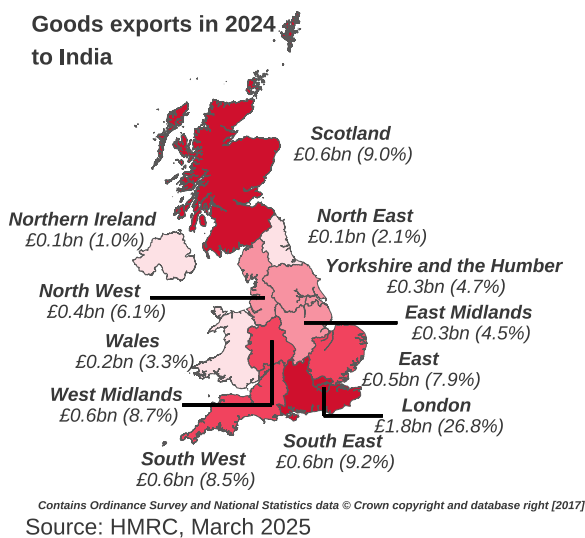 Goods exports in 2024
to India
Scotland
£0.6bn (9.0%)
Northern Ireland
£0.1bn (1.0%)
North East
£0.1bn (2.1%)
Yorkshire and the Humber
£0.3bn (4.7%)
North West
£0.4bn (6.1%)
East Midlands
£0.3bn (4.5%)
Wales
£0.2bn (3.3%)
East
£0.5bn (7.9%)
West Midlands
£0.6bn (8.7%)
London
£1.8bn (26.8%)
South East
£0.6bn (9.2%)
South West
£0.6bn (8.5%)
Contains Ordinance Survey and National Statistics data © Crown copyright and database right [2017]
Source: HMRC, March 2025